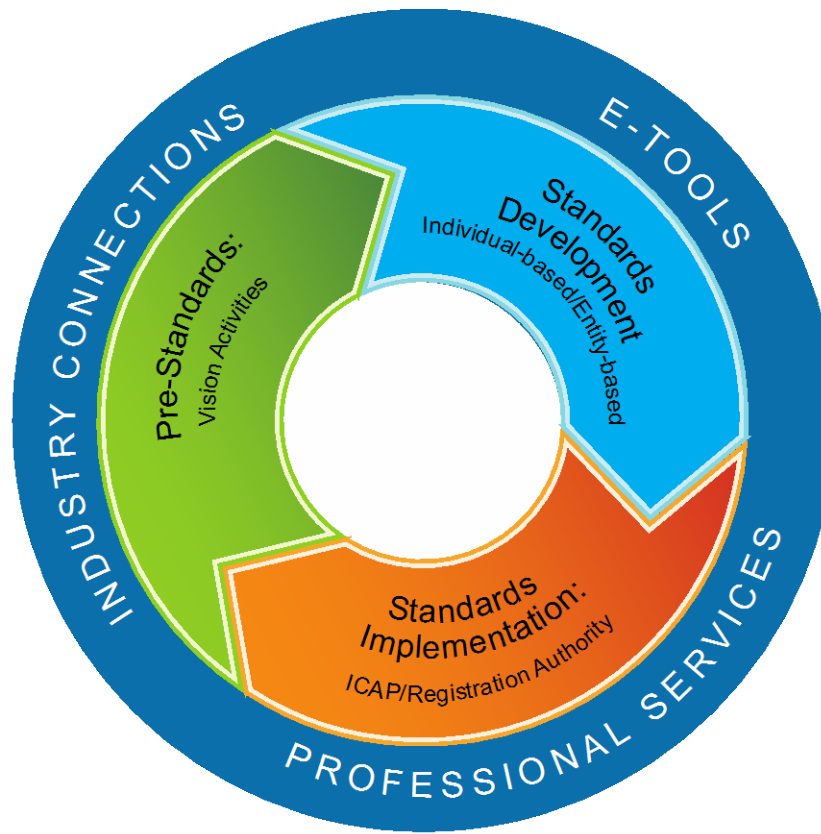 INDUSTRY CONNECTIONS
E-TOOLS
PROFESSIONAL SERVICES
Pre-Standards:
Vision Activities
Standards
Development
Individual-based/Entity-based
Standards
Implementation:
ICAP/Registration Authority